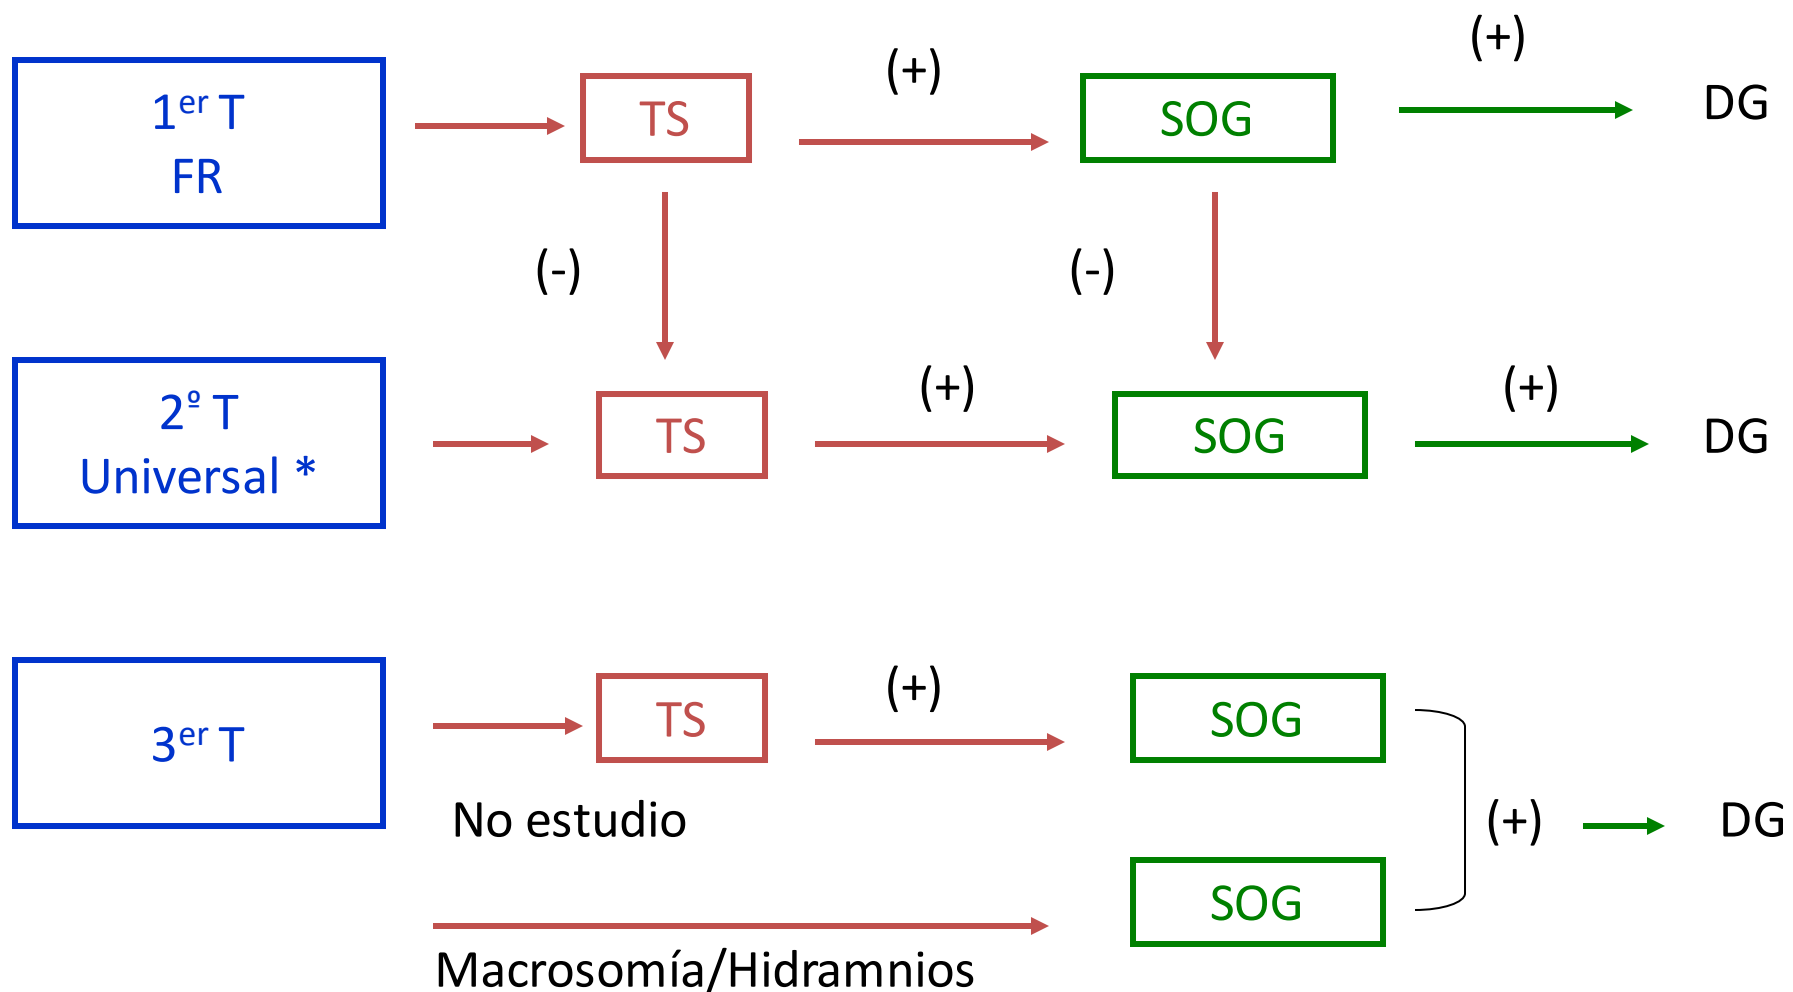 (+)
(+)
1er T
FR
TS
SOG
DG
(-)
(-)
2º T
Universal *
TS
(+)
SOG
(+)
DG
3er T
TS
(+)
SOG
No estudio
(+)
DG
SOG
Macrosomía/Hidramnios